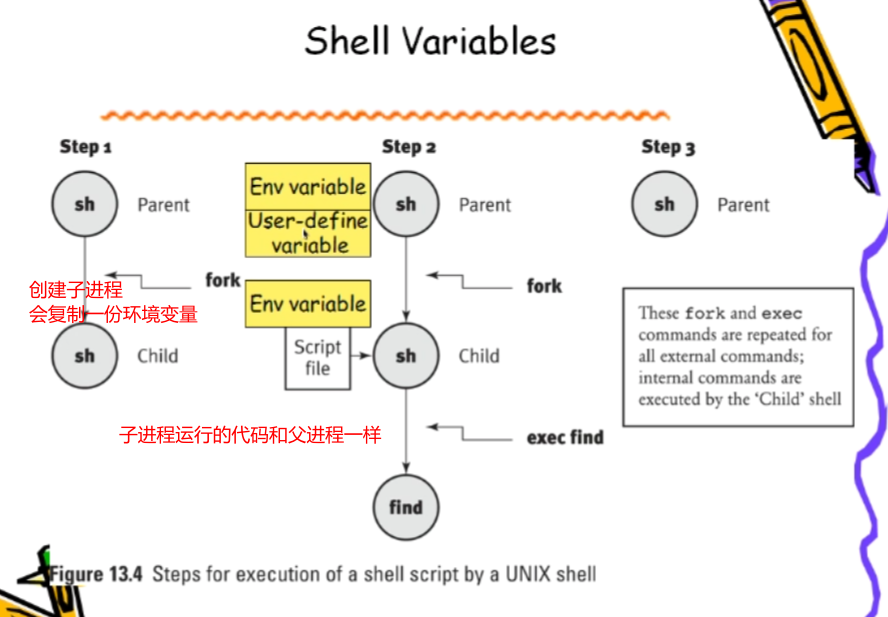 Shell Variables
Step 1
Step 2
Step 3
Env variable
User-define
variable
sh
Parent
sh
Parent
sh
Parent
fork
fork
创建子进程
会复制一份环境变量
Env variable
Script
file
sh
Child
sh
Child
These fork and exec
commands are repeated for
all external commands;
internal commands are
executed by the 'Child' shell
子进程运行的代码和父进程一样
exec find
find
Figure 13.4 Steps for execution of a shell script by a UNIX shell